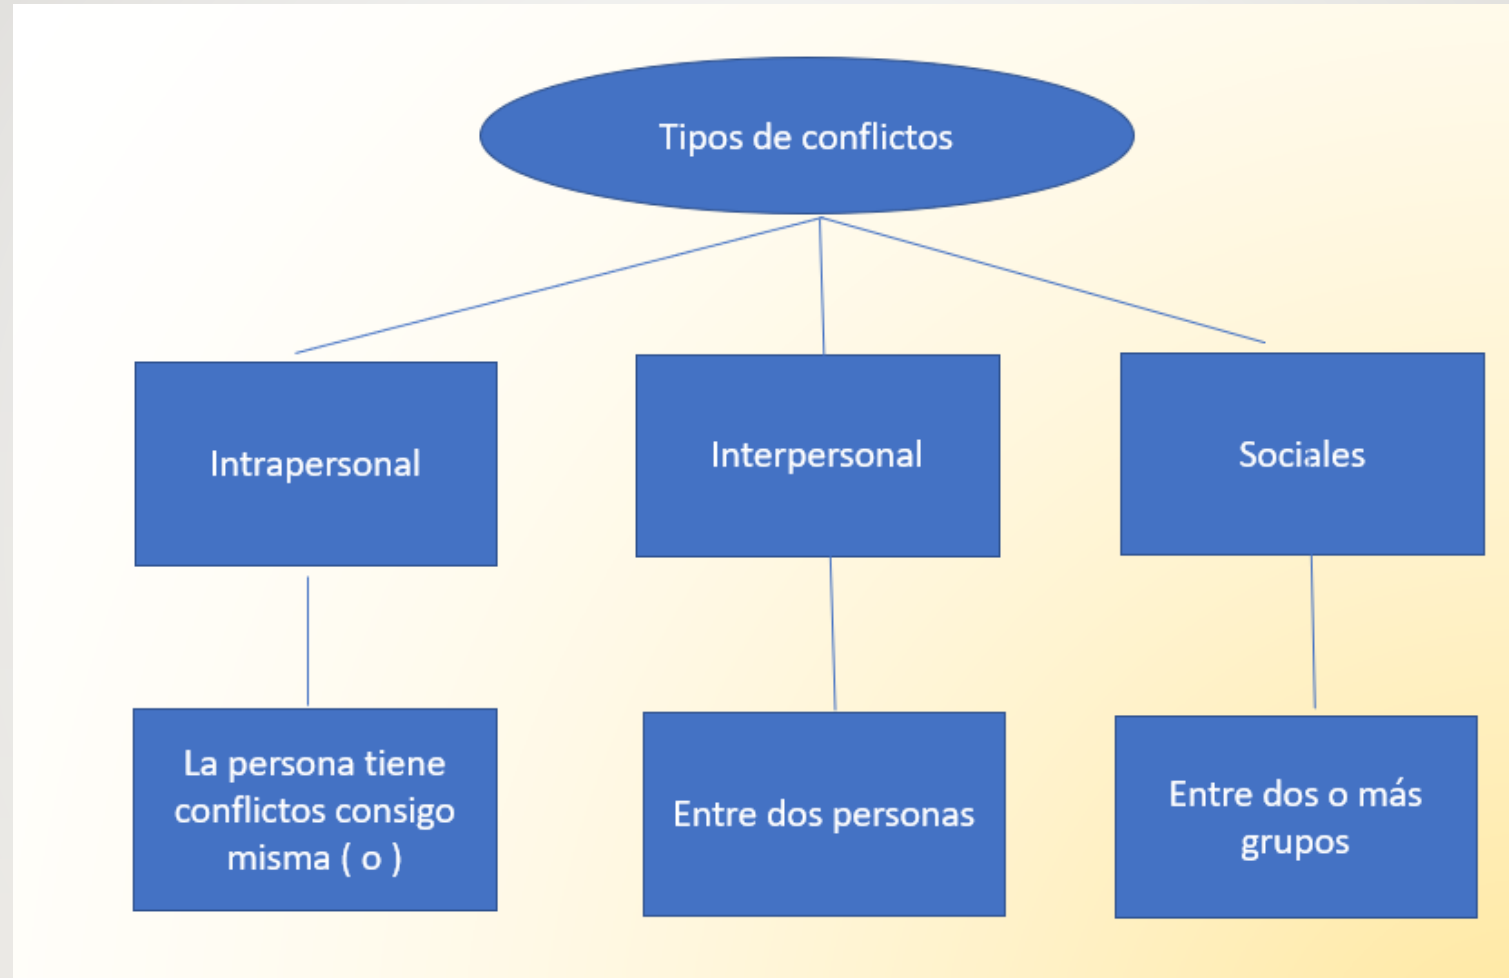 Tipos de conflictos
Intrapersonal
Interpersonal
Sociales
La persona tiene
conflictos consigo
misma ( o )
Entre dos personas
Entre dos o más
grupos